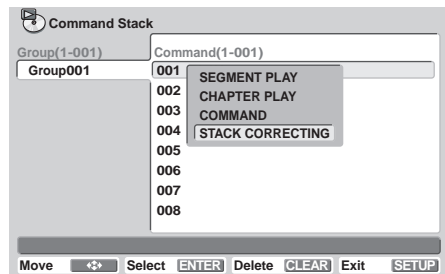 Command Stack
Group(1-001) Command(1-001)
Group001 001
SEGMENT PLAY
002
CHAPTER PLAY
003
COMMAND
004
STACK CORRECTING
005
006
007
008
Move Select ENTER Delete CLEAR Exit SETUP